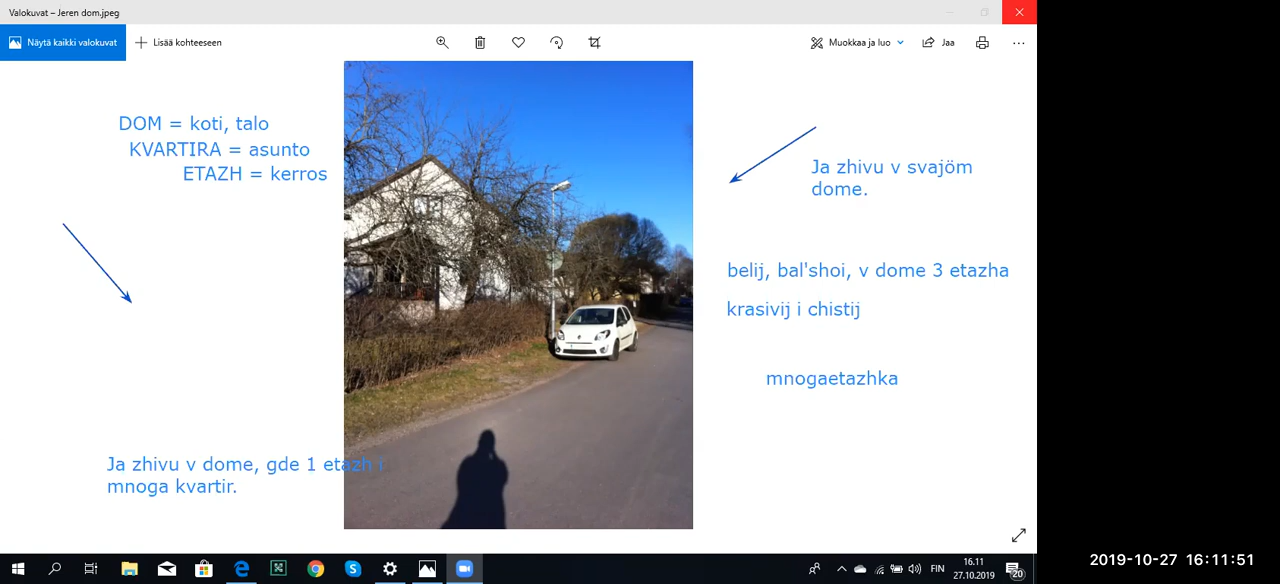 Valokuvat – Jeren dom.jpeg
Näytä kaikki valokuvat
Lisää kohteeseen
Muokkaa ja luo
Jaa
DOM = koti, talo
KVARTIRA = asunto
ETAZH = kerros
Ja zhivu v svajöm
dome.
belij, bal'shoi, v dome 3 etazha
krasivij i chistij
mnogaetazhka
Ja zhivu v dome, gde 1 etazh i
mnoga kvartir.
FIN
16.11
27.10.2019
20
2019-10-27 16:11:51